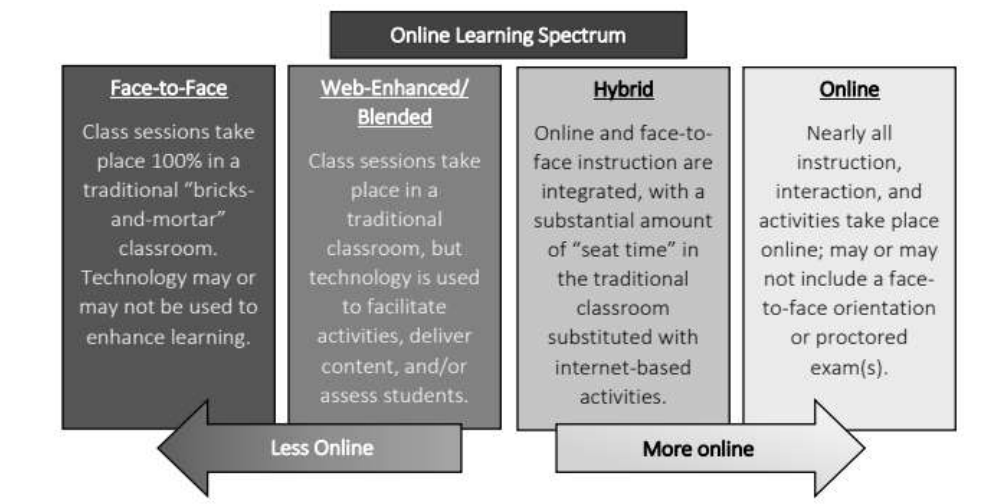 Online Learning Spectrum
Face-to-Face
Class sessions take
place 100% in a
traditional “bricks-
and-mortar”
classroom.
Technology may or
may not be used to
enhance learning.
Web-Enhanced/
Blended
Class sessions take
place in a
traditional
classroom, but
technology is used
to facilitate
activities, deliver
content, and/or
assess students.
Hybrid
Online and face-to-
face instruction are
integrated, with a
substantial amount
of “seat time” in
the traditional
classroom
substituted with
internet-based
activities.
Online
Nearly all
instruction,
interaction, and
activities take place
online; may or may
not include a face-
to-face orientation
or proctored
exam(s).
Less Online
More online